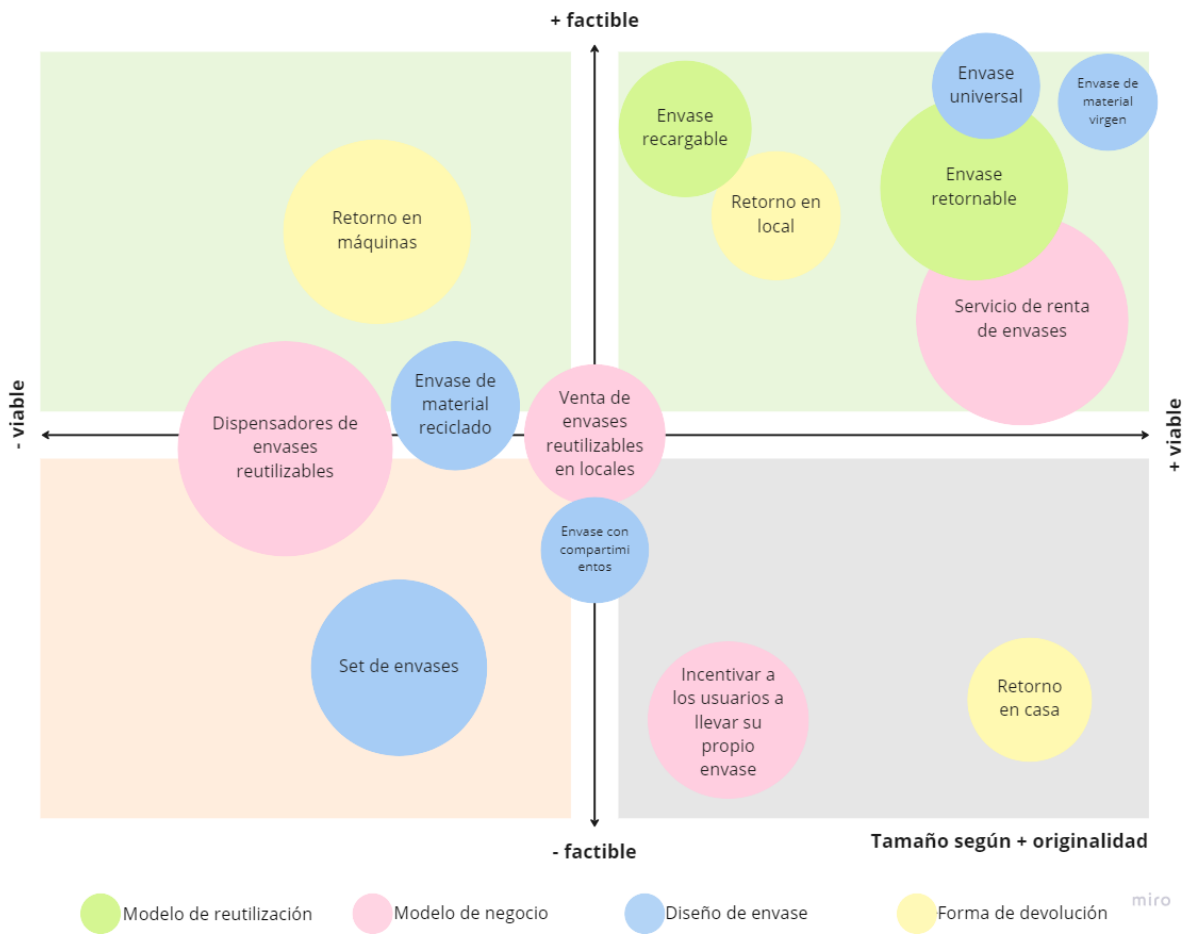 + factible
Envase
universal
Envase de
material
virgen
Envase
recargable
Envase
retornable
Retorno en
local
Retorno en
máquinas
Servicio de renta
de envases
Envase de
material
reciclado
Venta de
envases
reutilizables
en locales
Dispensadores de
envases
reutilizables
- viable
+ viable
Envase con
compartimi
entos
Set de envases
Incentivar a
los usuarios a
llevar su
propio
envase
Retorno
en casa
- factible
Tamaño según + originalidad
Modelo de reutilización
Modelo de negocio
Diseño de envase
Forma de devolución
miro